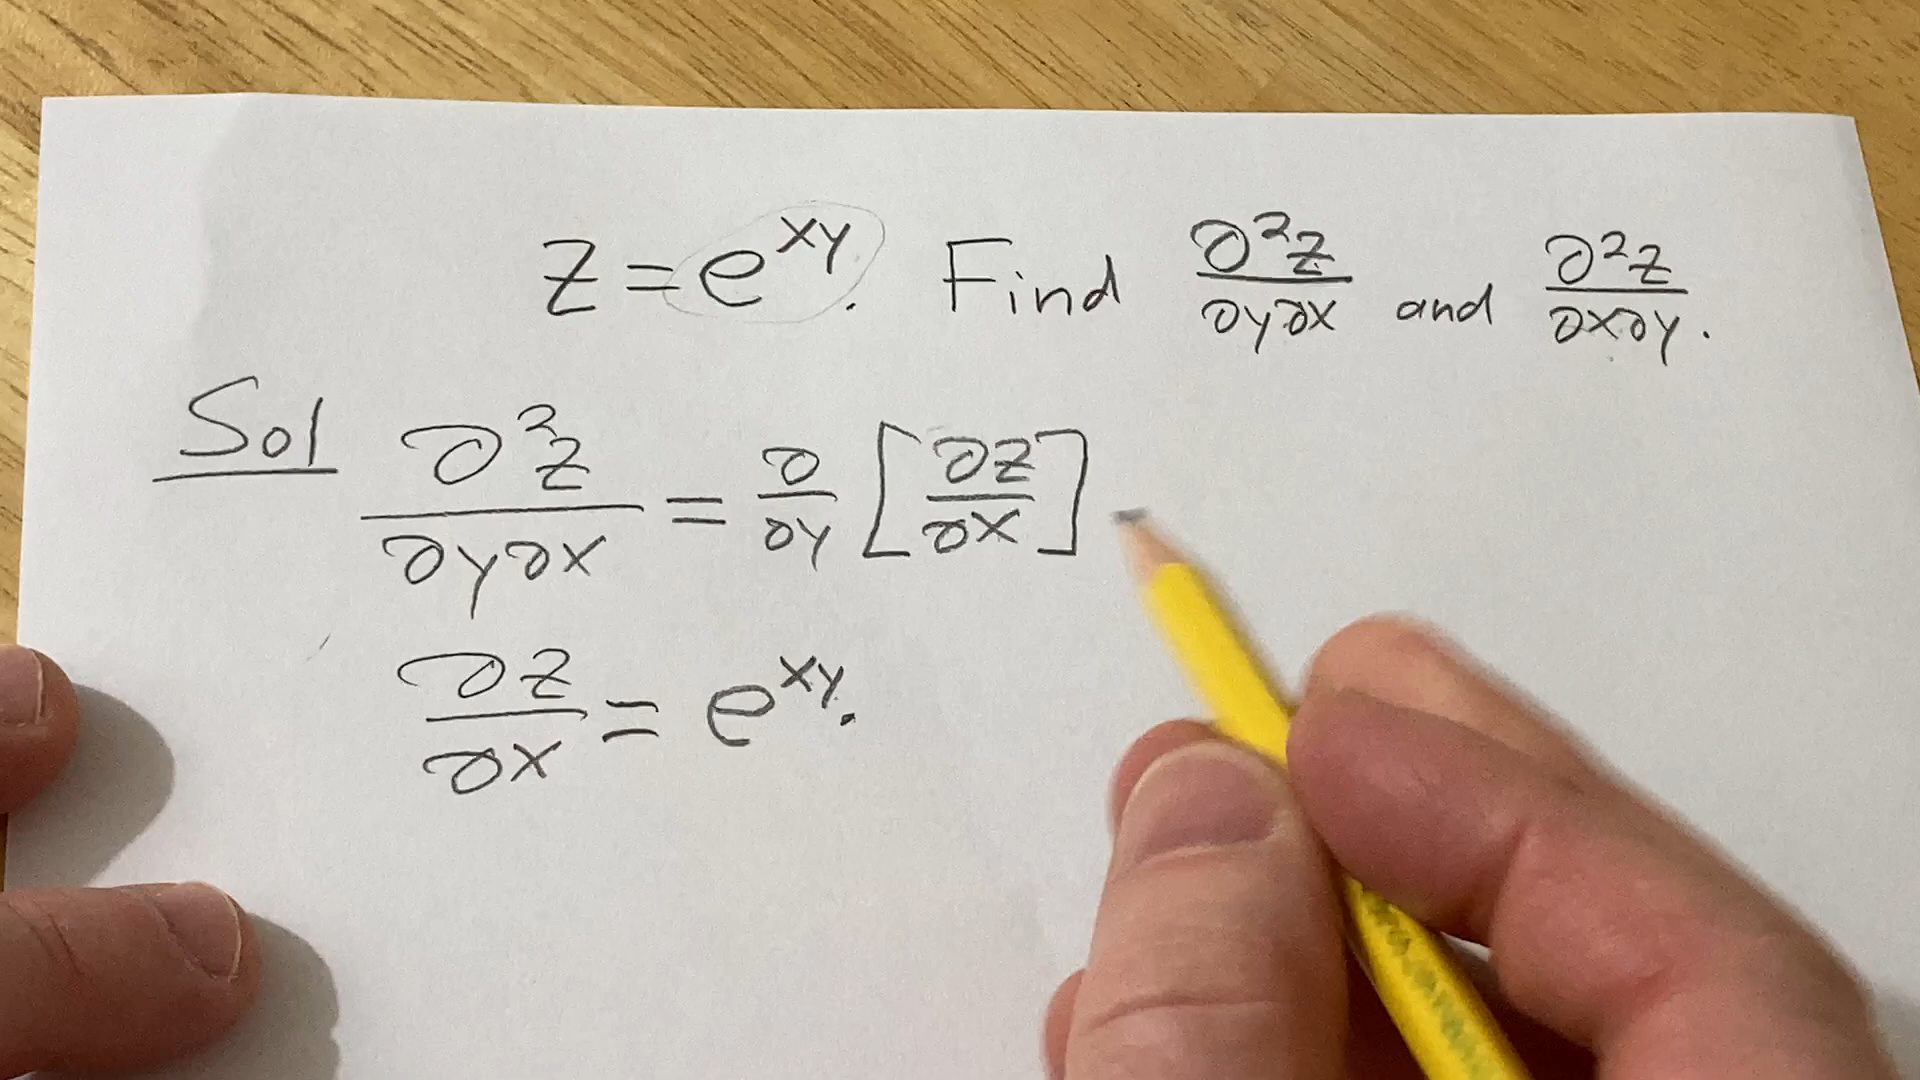 z = e^{xy}. Find ∂²z/∂y∂x and ∂²z/∂x∂y.
Sol ∂²z/∂y∂x = ∂/∂y [∂z/∂x]
∂z/∂x = e^{xy}.